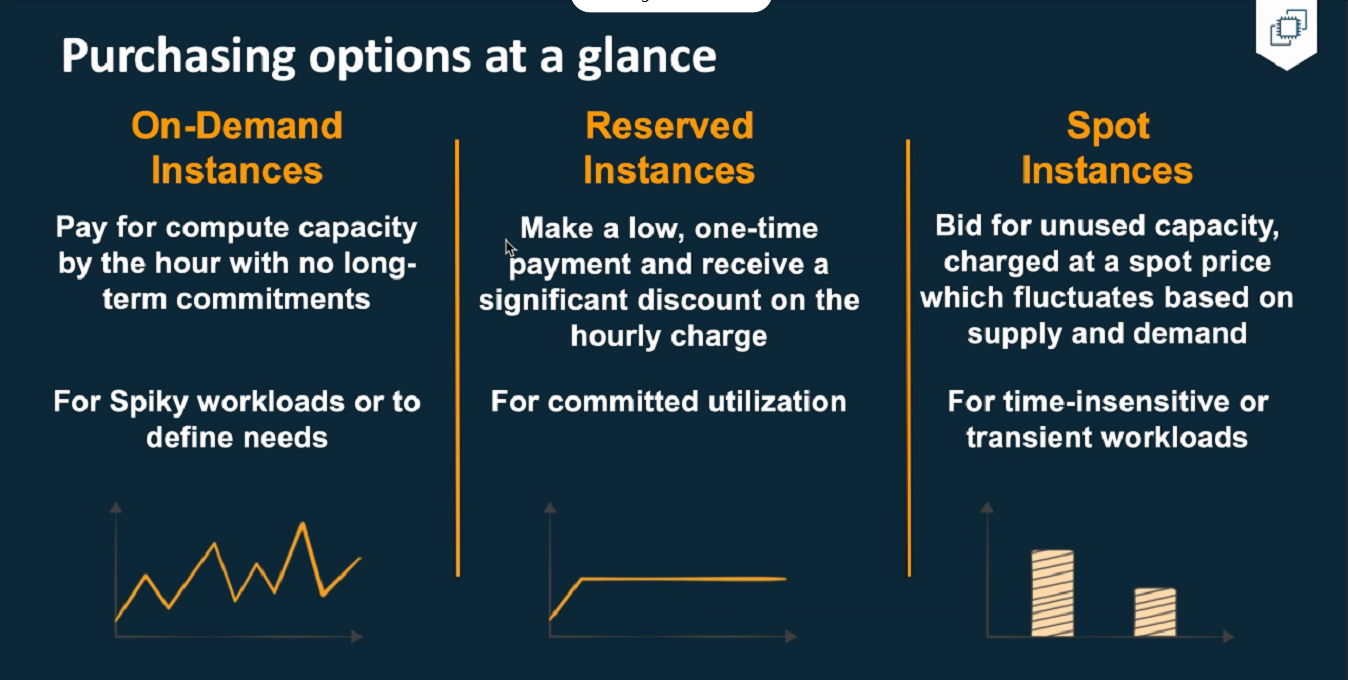 Purchasing options at a glance
On-Demand
Instances
Pay for compute capacity
by the hour with no long-
term commitments
For Spiky workloads or to
define needs
Reserved
Instances
Make a low, one-time
payment and receive a
significant discount on the
hourly charge
For committed utilization
Spot
Instances
Bid for unused capacity,
charged at a spot price
which fluctuates based on
supply and demand
For time-insensitive or
transient workloads